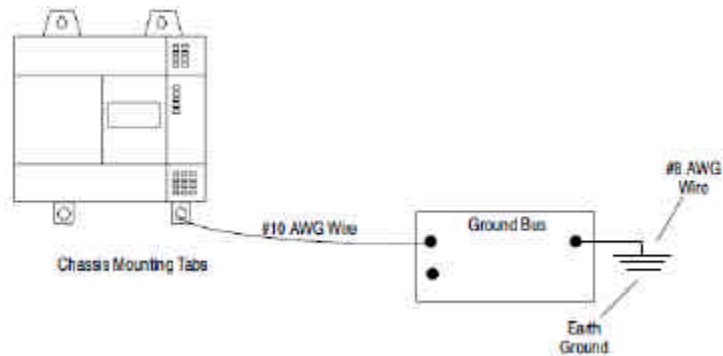 #8 AWG
Wire
#10 AWG Wire
Ground Bus
Chassis Mounting Tabs
Earth
Ground